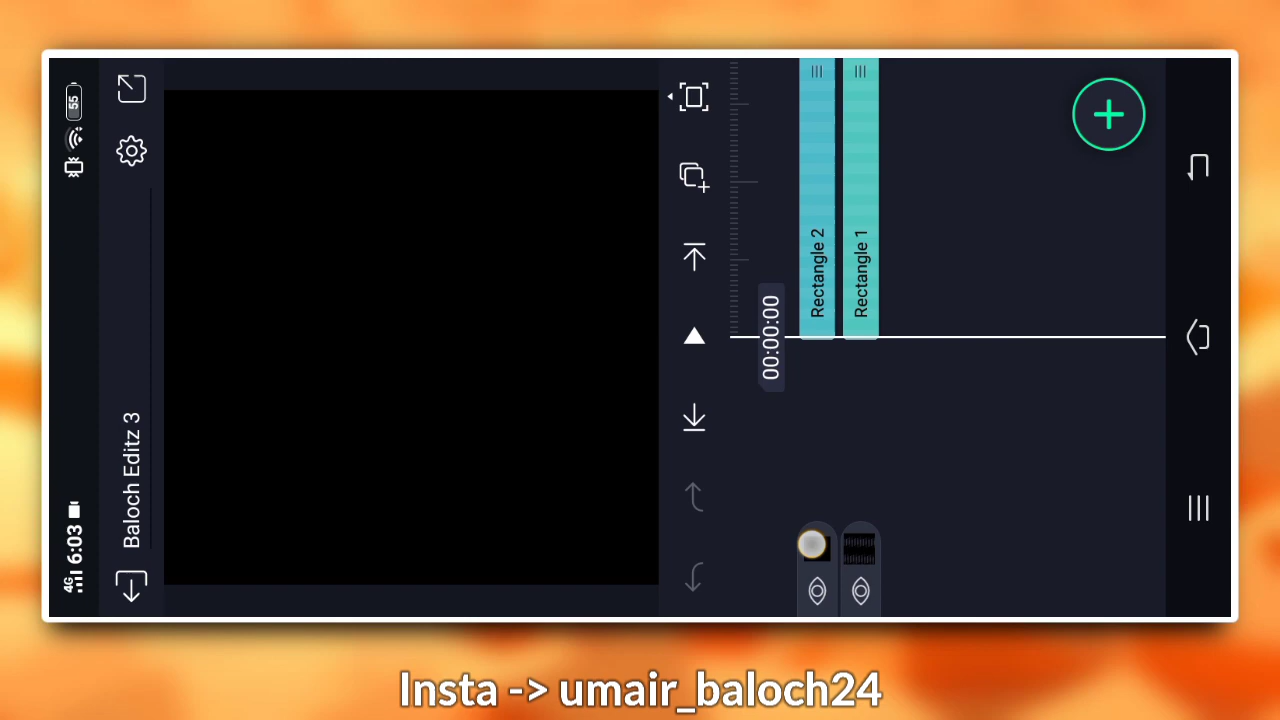 4G 6:03 55
Baloch Editz 3
00:00:00
Rectangle 2
Rectangle 1
Insta -> umair_baloch24